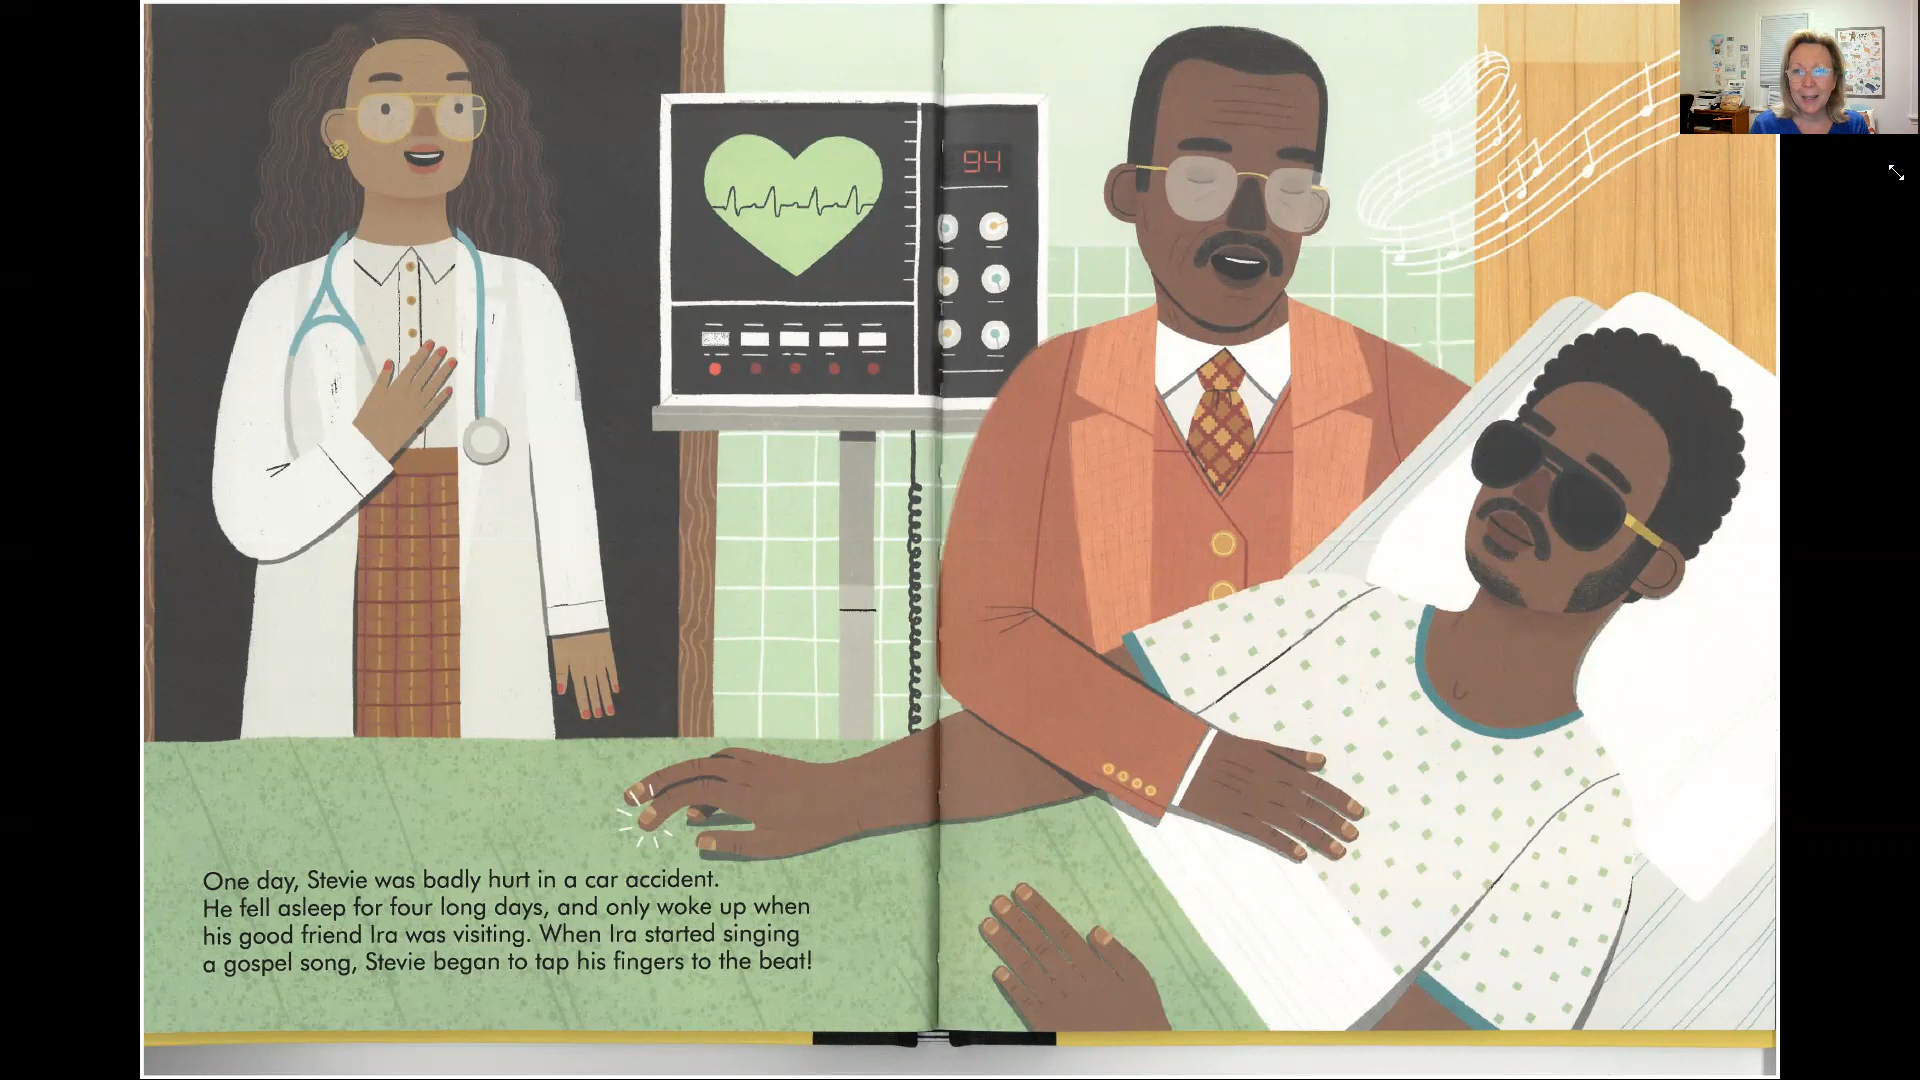 94
One day, Stevie was badly hurt in a car accident.
He fell asleep for four long days, and only woke up when
his good friend Ira was visiting. When Ira started singing
a gospel song, Stevie began to tap his fingers to the beat!